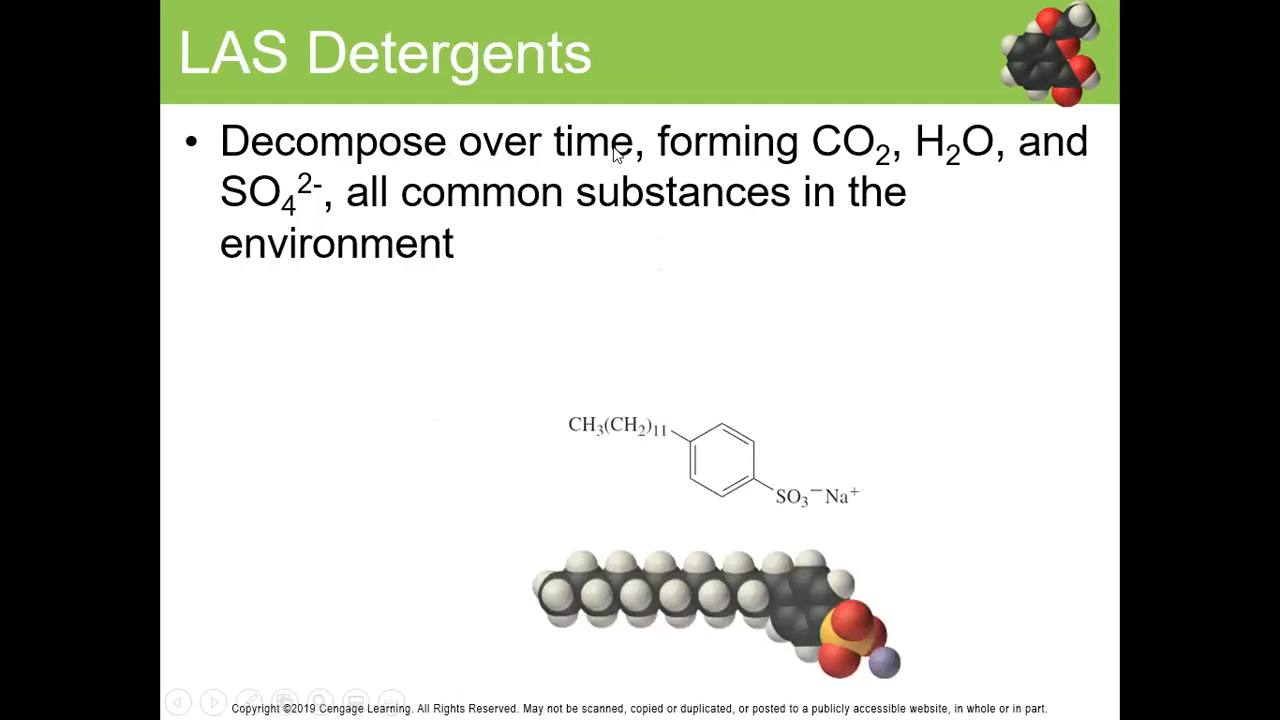 LAS Detergents
• Decompose over time, forming CO₂, H₂O, and
SO₄²⁻, all common substances in the
environment
CH₃(CH₂)₁₁
SO₃⁻Na⁺
Copyright ©2019 Cengage Learning. All Rights Reserved. May not be scanned, copied or duplicated, or posted to a publicly accessible website, in whole or in part.